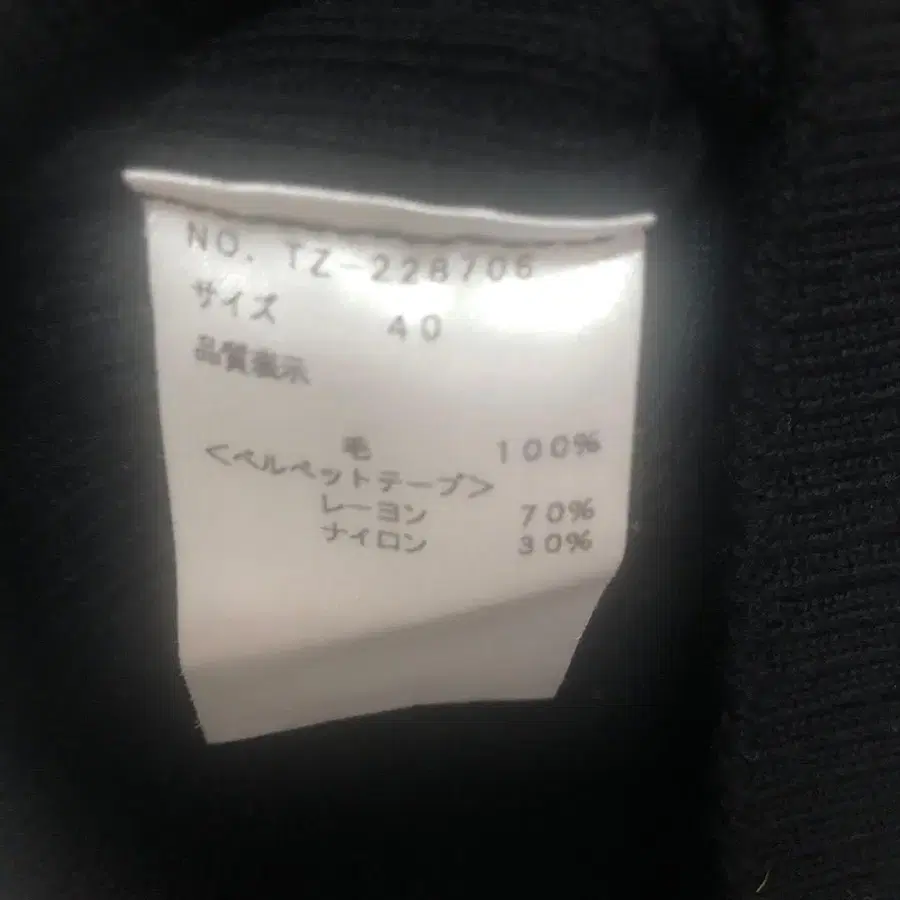 NO. TZ-228706
サイズ 40
品質表示
毛 100%
<ベルベットテープ>
レーヨン 70%
ナイロン 30%